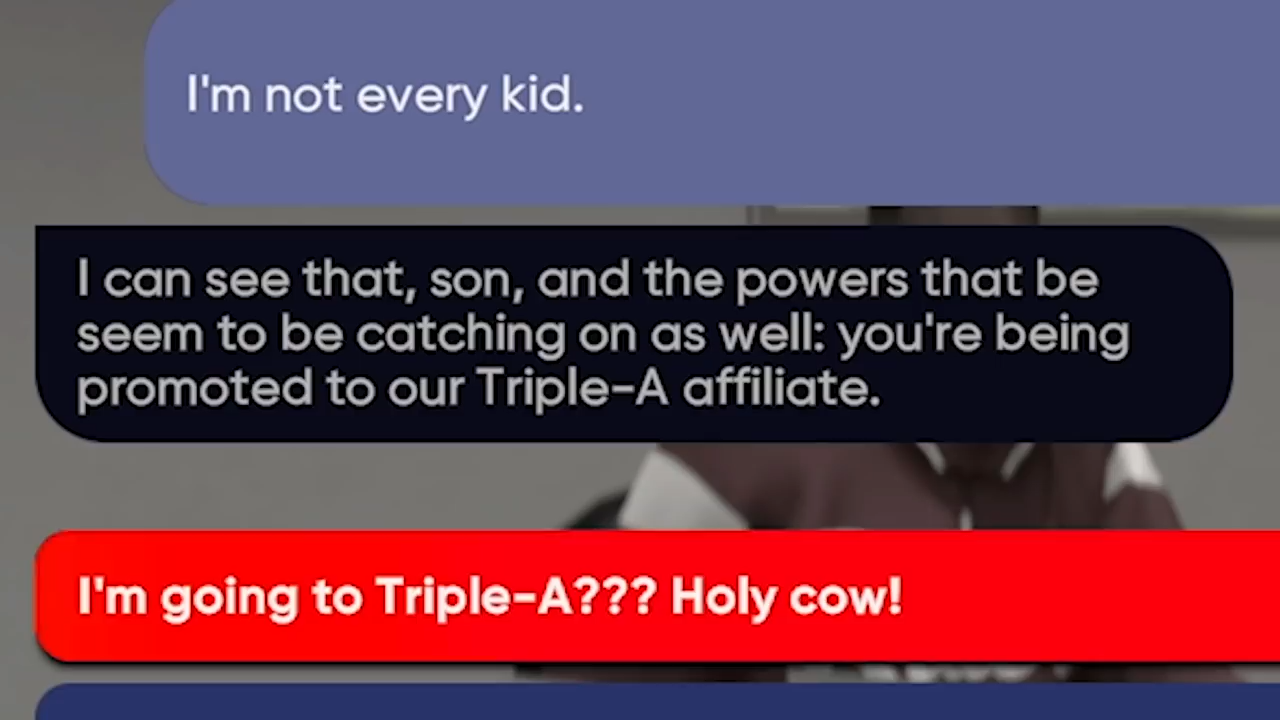 I'm not every kid.
I can see that, son, and the powers that be
seem to be catching on as well: you're being
promoted to our Triple-A affiliate.
I'm going to Triple-A??? Holy cow!